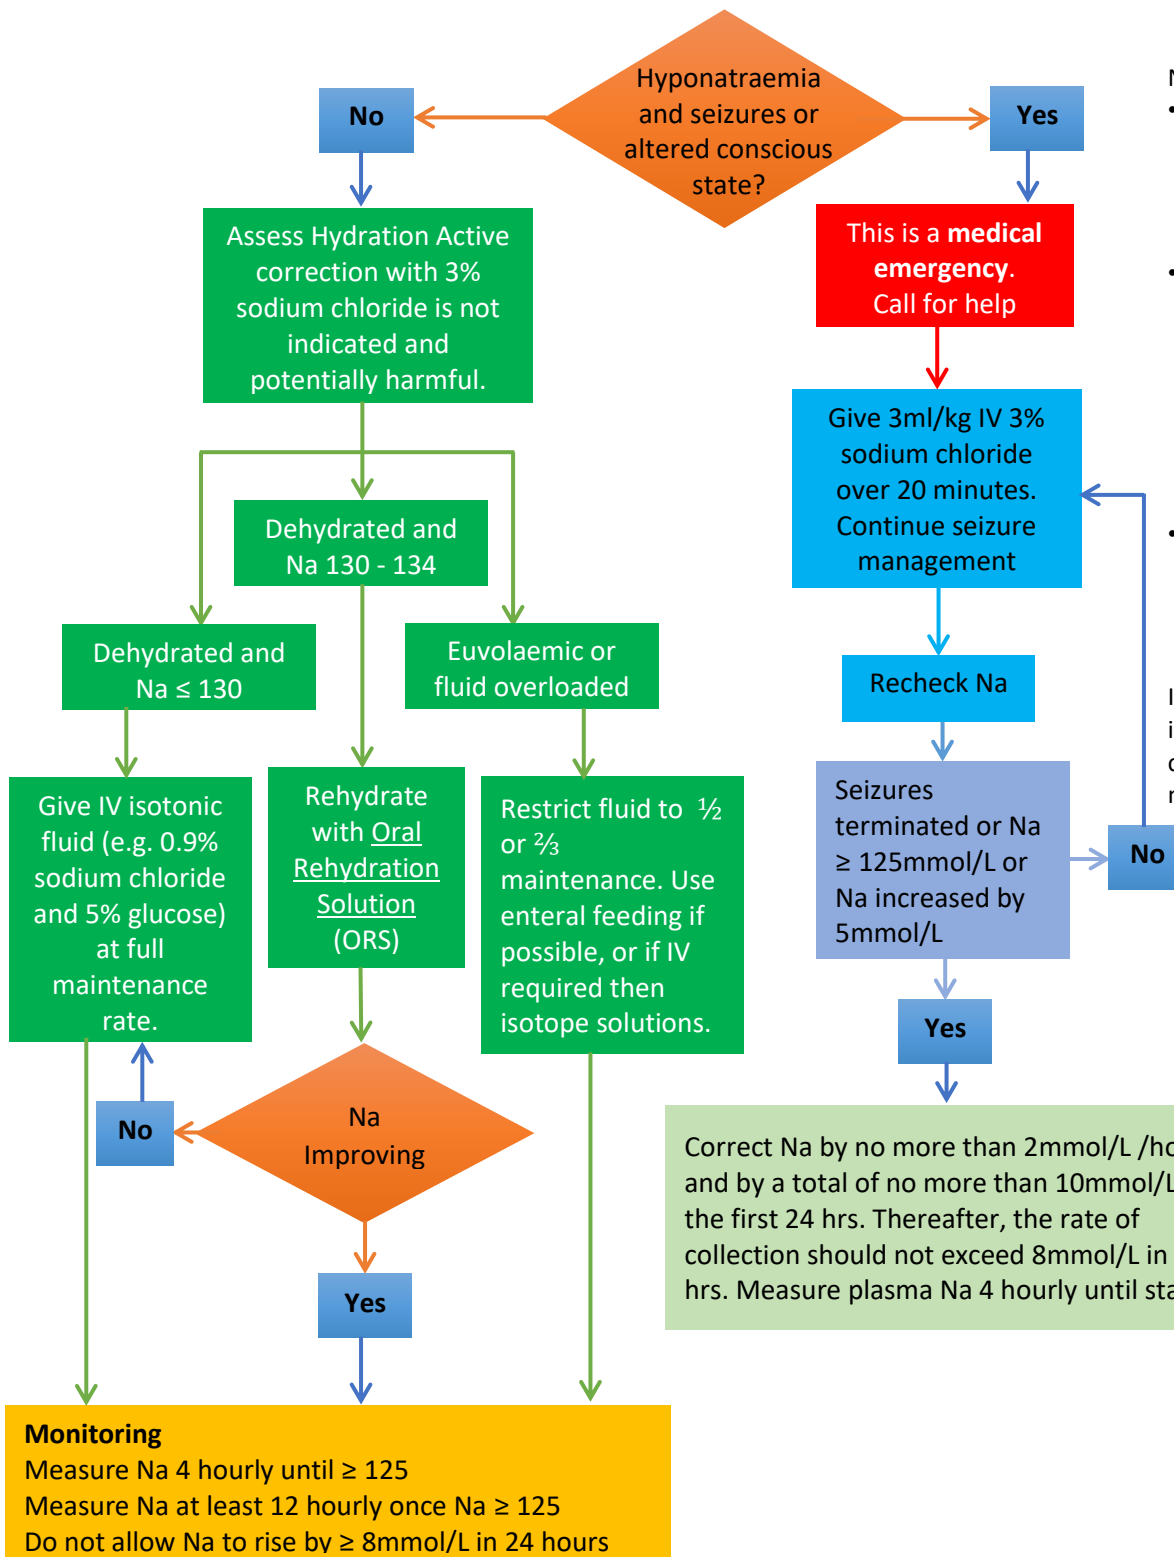 Hyponatraemia
and seizures or
altered conscious
state?
No
Yes
Assess Hydration Active
correction with 3%
sodium chloride is not
indicated and
potentially harmful.
This is a medical
emergency.
Call for help
Give 3ml/kg IV 3%
sodium chloride
over 20 minutes.
Continue seizure
management
Dehydrated and
Na 130 - 134
Dehydrated and
Na ≤ 130
Euvolaemic or
fluid overloaded
Recheck Na
Give IV isotonic
fluid (e.g. 0.9%
sodium chloride
and 5% glucose)
at full
maintenance
rate.
Rehydrate
with Oral
Rehydration
Solution
(ORS)
Restrict fluid to ½
or ⅔
maintenance. Use
enteral feeding if
possible, or if IV
required then
isotope solutions.
Seizures
terminated or Na
≥ 125mmol/L or
Na increased by
5mmol/L
No
Yes
Na
Improving
No
Yes
Correct Na by no more than 2mmol/L
and by a total of no more than 10mmol/L
the first 24 hrs. Thereafter, the rate of
collection should not exceed 8mmol/L in
hrs. Measure plasma Na 4 hourly until
Monitoring
Measure Na 4 hourly until ≥ 125
Measure Na at least 12 hourly once Na ≥ 125
Do not allow Na to rise by ≥ 8mmol/L in 24 hours